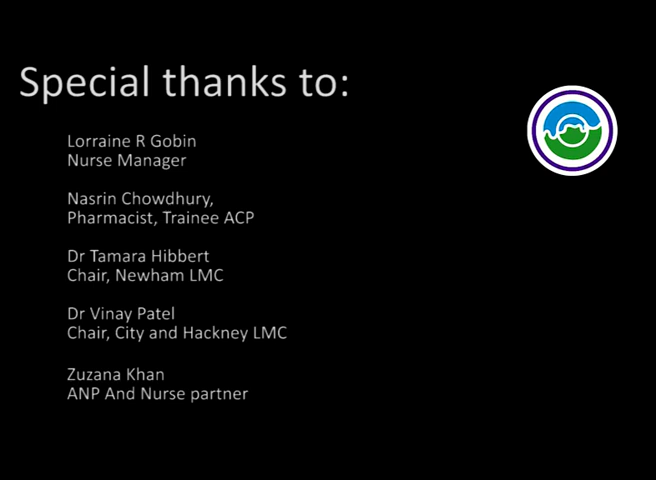 Special thanks to:
Lorraine R Gobin
Nurse Manager
Nasrin Chowdhury,
Pharmacist, Trainee ACP
Dr Tamara Hibbert
Chair, Newham LMC
Dr Vinay Patel
Chair, City and Hackney LMC
Zuzana Khan
ANP And Nurse partner